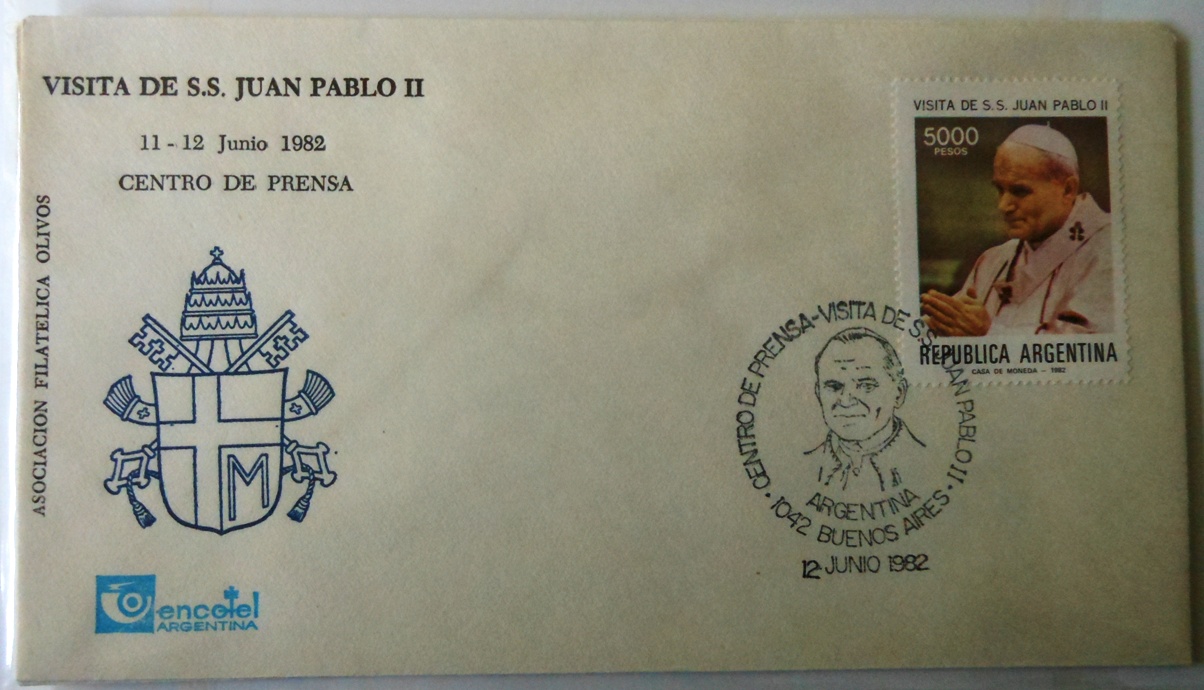 VISITA DE S.S. JUAN PABLO II
11 - 12 Junio 1982
CENTRO DE PRENSA
ASOCIACION FILATELICA OLIVOS
M
encotel
ARGENTINA
VISITA DE S.S. JUAN PABLO II
5000
PESOS
REPUBLICA ARGENTINA
CASA DE MONEDA - 1982
CENTRO DE PRENSA-VISITA DE S.S. JUAN PABLO II
ARGENTINA
· 1042 BUENOS AIRES ·
12 JUNIO 1982